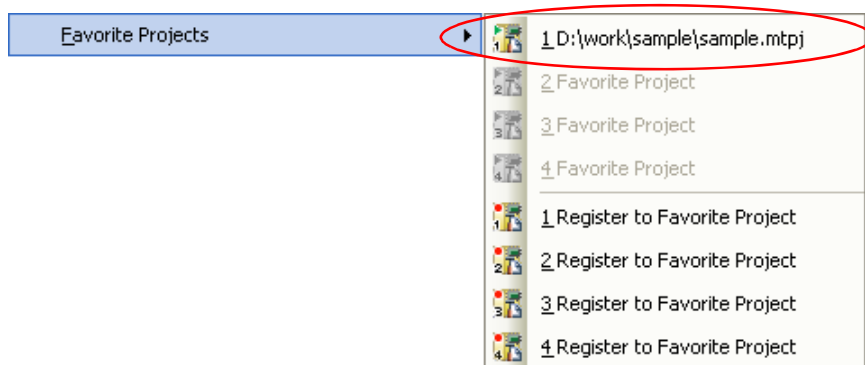 Favorite Projects
1 D:\work\sample\sample.mtpj
2 Favorite Project
3 Favorite Project
4 Favorite Project
1 Register to Favorite Project
2 Register to Favorite Project
3 Register to Favorite Project
4 Register to Favorite Project